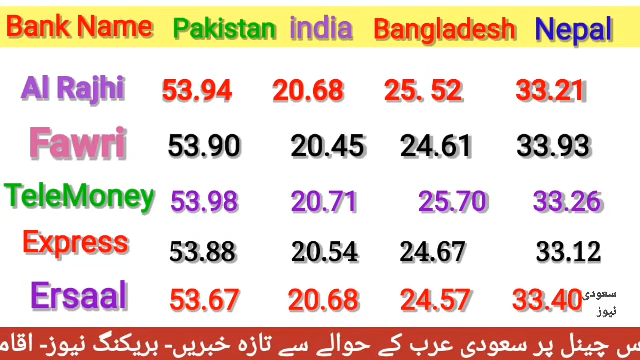 Bank Name Pakistan india Bangladesh Nepal
Al Rajhi 53.94 20.68 25. 52 33.21
Fawri 53.90 20.45 24.61 33.93
TeleMoney 53.98 20.71 25.70 33.26
Express 53.88 20.54 24.67 33.12
Ersaal 53.67 20.68 24.57 33.40
سعودی
نیوز
چینل پر سعودی عرب کے حوالے سے تازہ خبریں- بریکنگ نیوز-